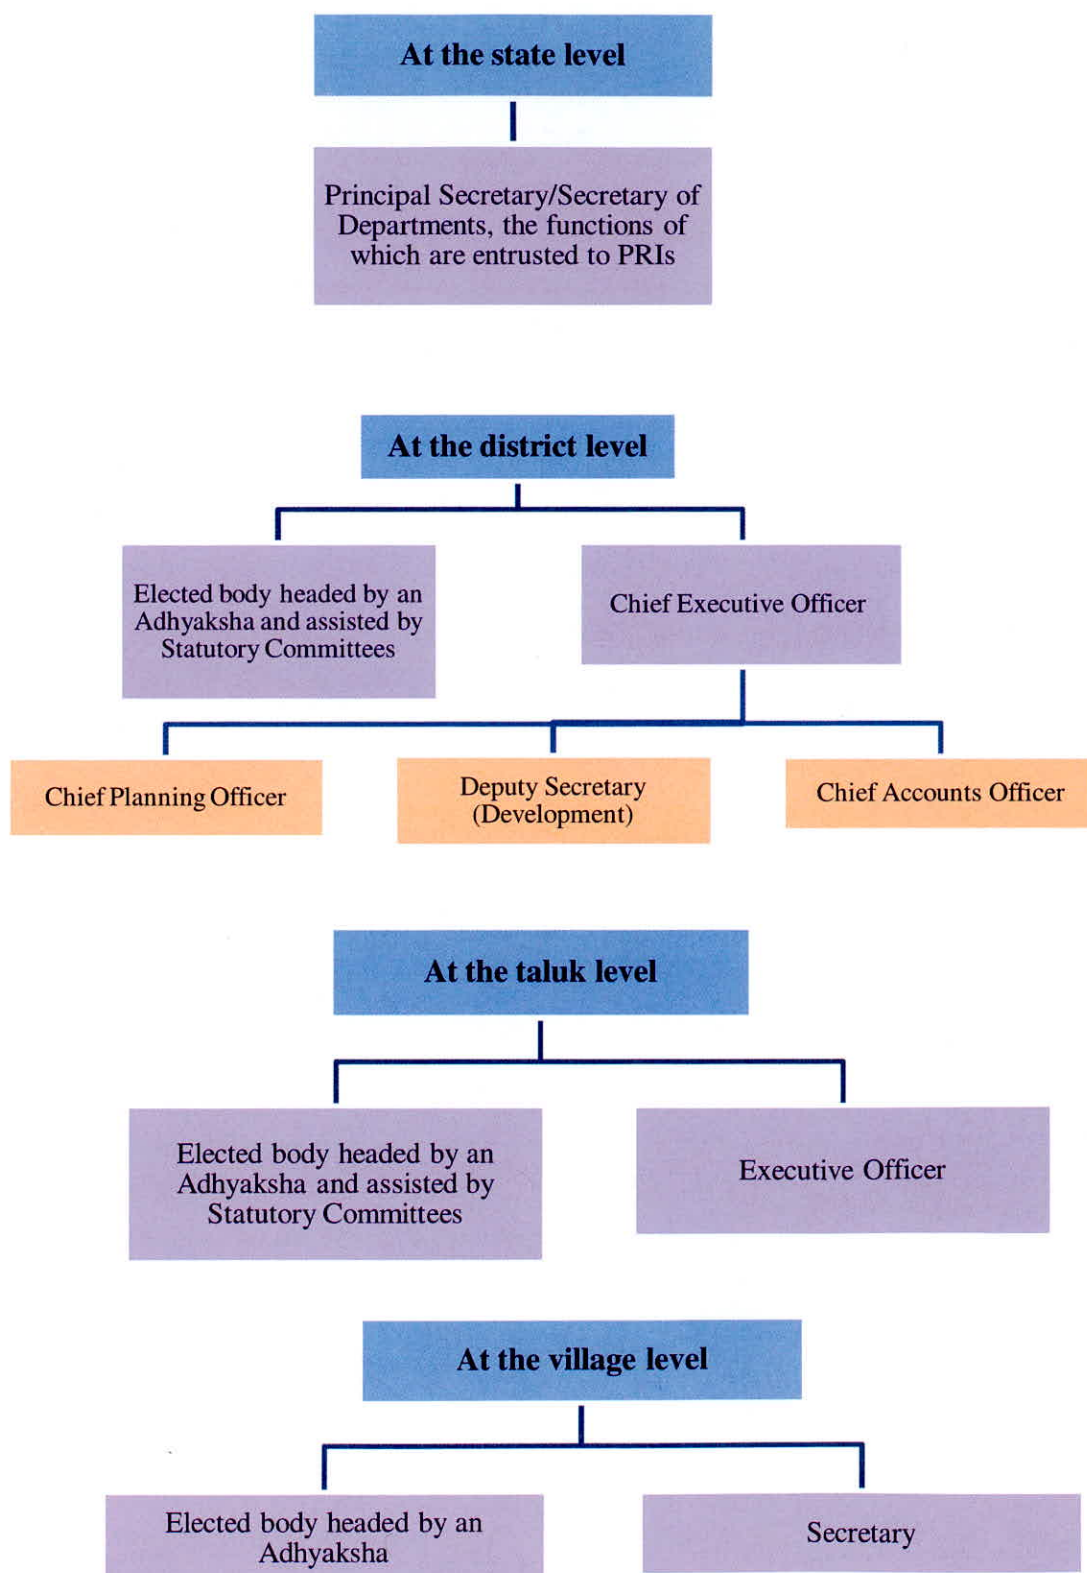 At the state level
Principal Secretary/Secretary of
Departments, the functions of
which are entrusted to PRIs
At the district level
Elected body headed by an
Adhyaksha and assisted by
Statutory Committees
Chief Executive Officer
Chief Planning Officer
Deputy Secretary
(Development)
Chief Accounts Officer
At the taluk level
Elected body headed by an
Adhyaksha and assisted by
Statutory Committees
Executive Officer
At the village level
Elected body headed by an
Adhyaksha
Secretary